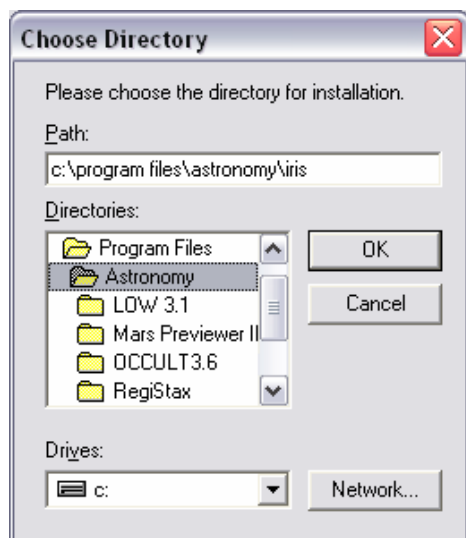 Choose Directory
Please choose the directory for installation.
Path:
c:\program files\astronomy\iris
Directories:
Program Files
Astronomy
LOW 3.1
Mars Previewer II
OCCULT3.6
RegiStax
OK
Cancel
Drives:
c:
Network...